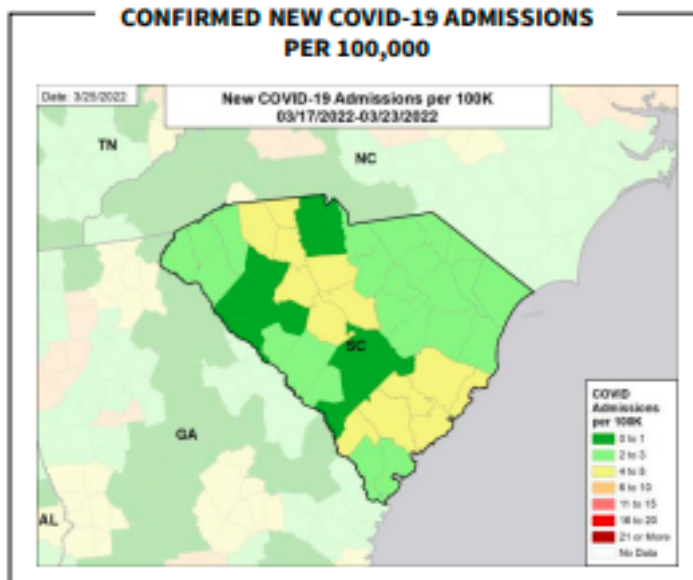 CONFIRMED NEW COVID-19 ADMISSIONS
PER 100,000
Date: 3/25/2022
New COVID-19 Admissions per 100K
03/17/2022-03/23/2022
TN
NC
SC
GA
AL
COVID
Admissions
per 100K
0 to 1
2 to 3
4 to 5
6 to 10
11 to 15
16 to 20
21 or More
No Data